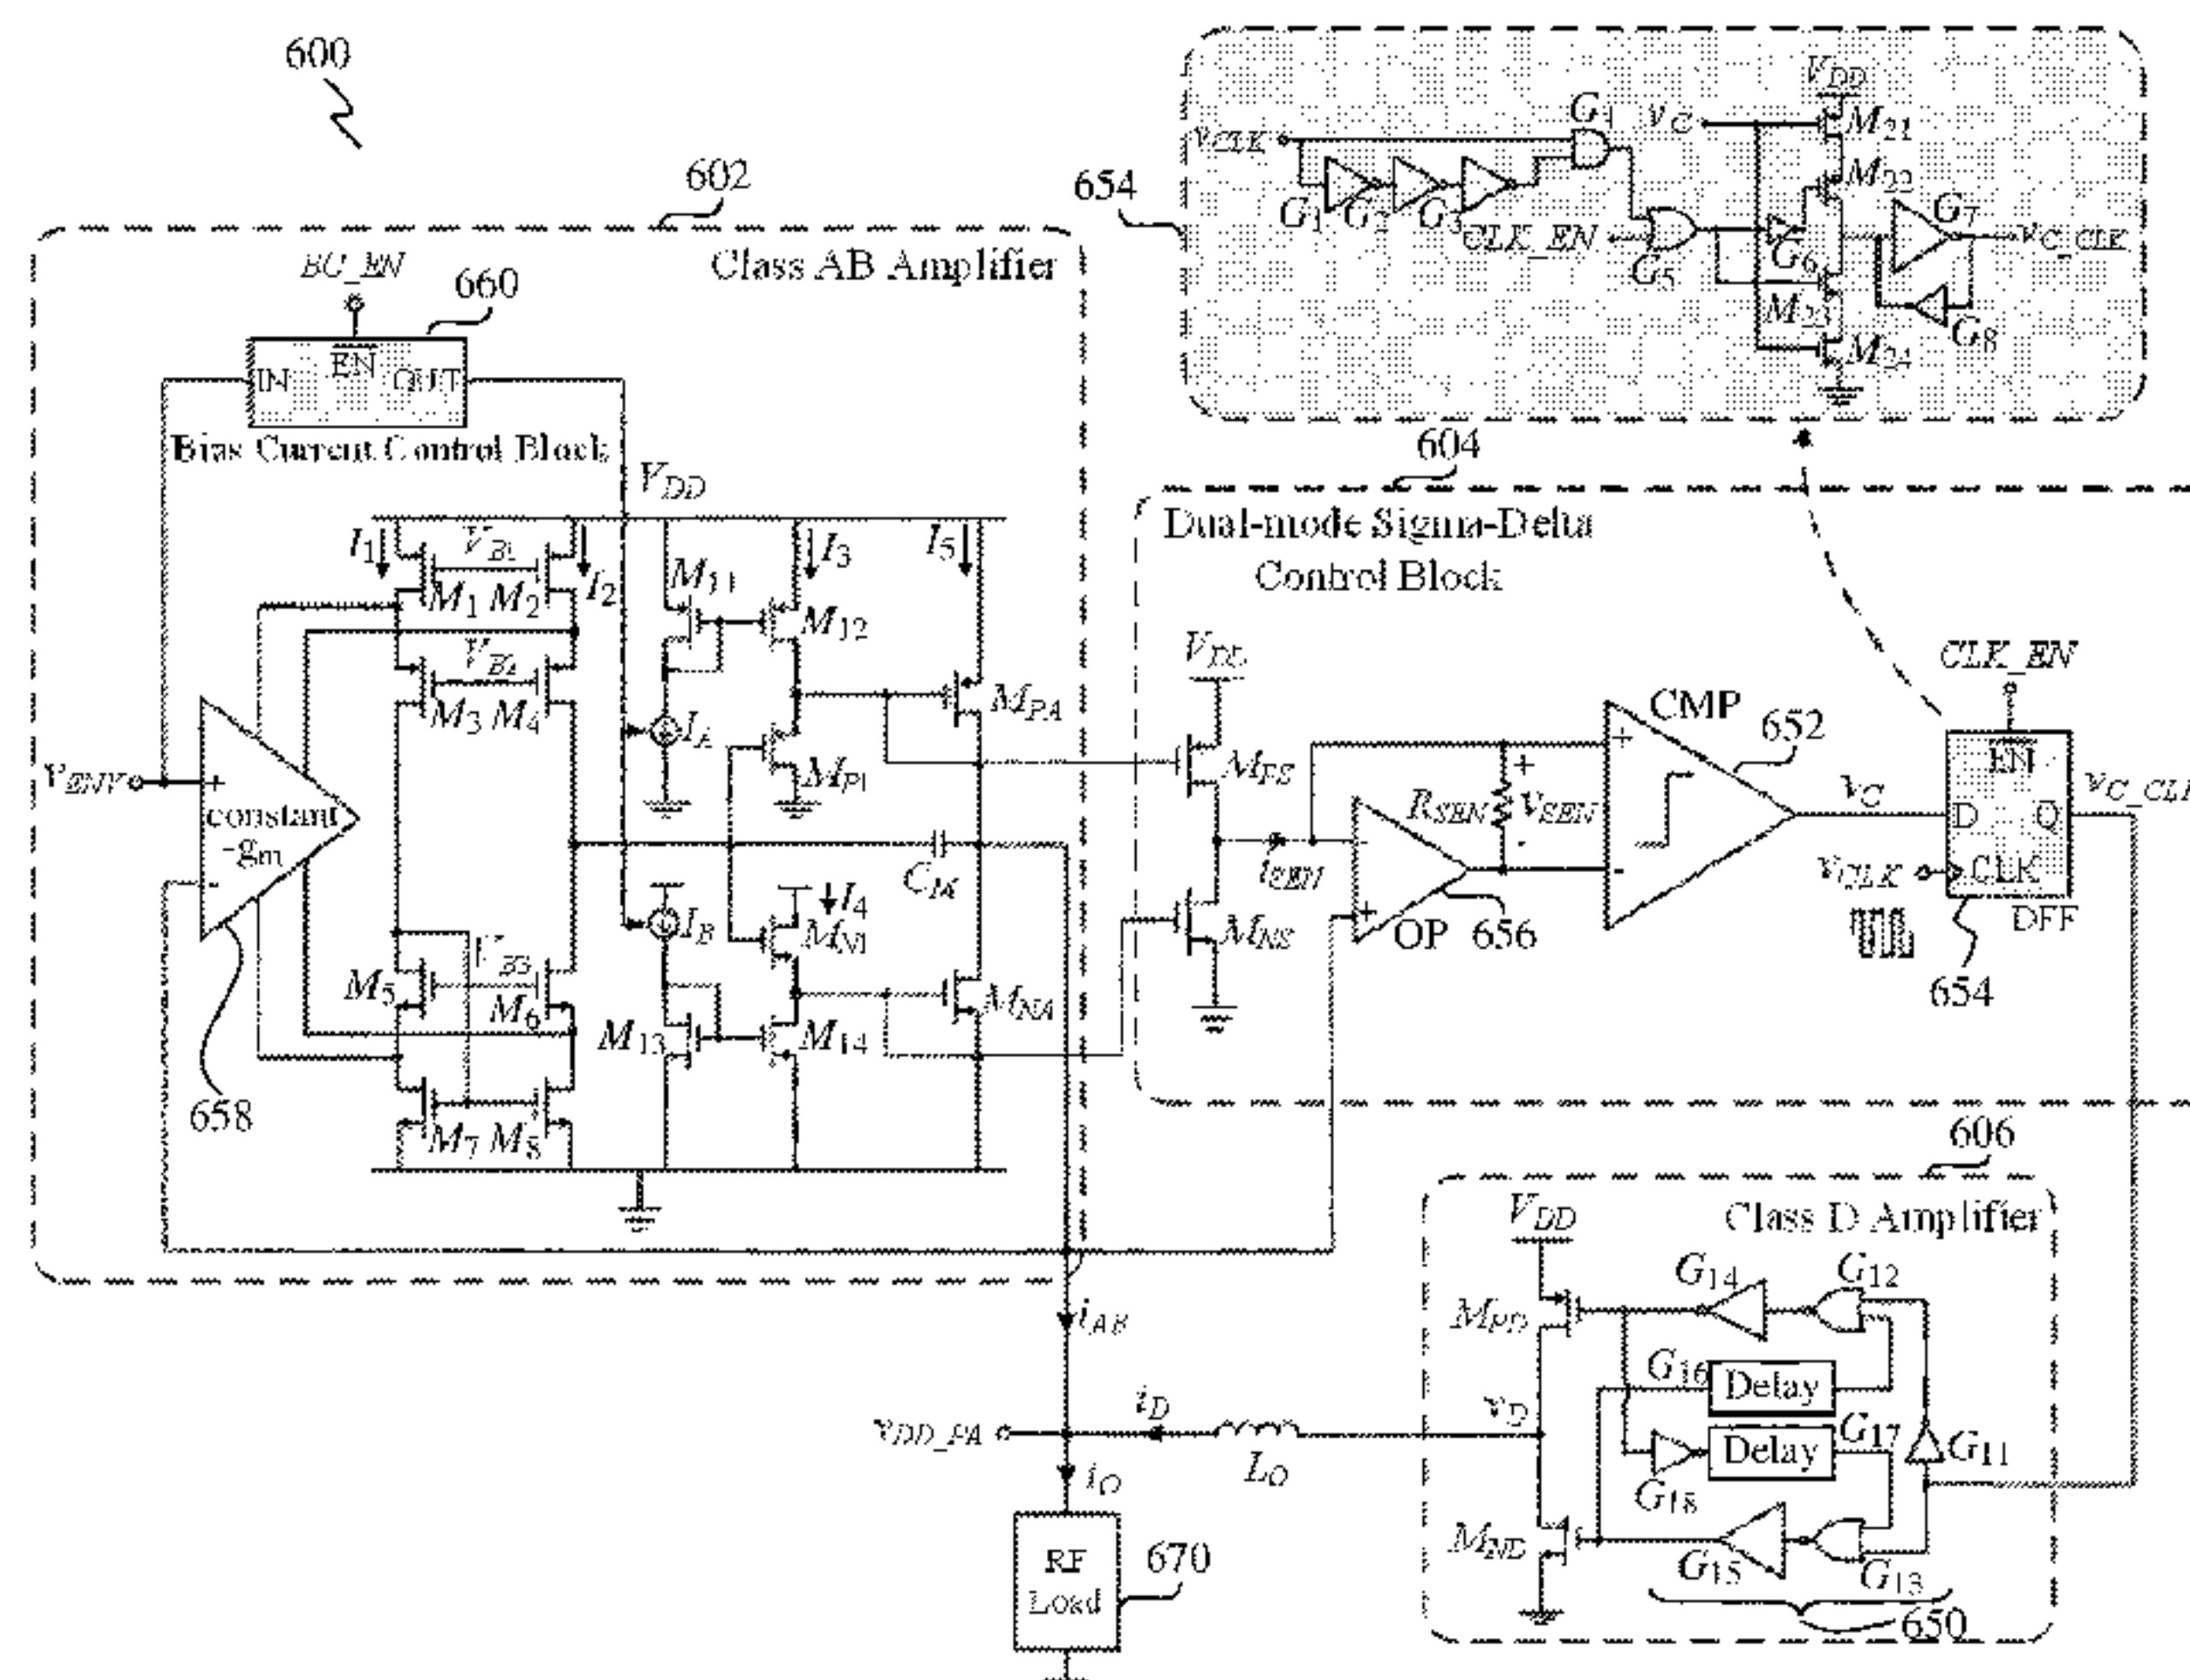 600
602
Class AB Amplifier
BC_EN
660
IN
EN
OUT
Bias Current Control Block
VDD
I1
VB1
I2
M1
M2
VB2
M3
M4
M11
I3
M12
I5
MPA
IA
MP1
vENV
+
constant
-gm
-
658
CM
IB
I4
MN1
VB3
M5
M6
M13
M14
MNA
M7
M8
654
vCLK
G1
G2
G3
G4
CLK_EN
G5
vC
VDD
M21
M22
G6
M23
M24
G7
G8
vC_CLK
604
Dual-mode Sigma-Delta
Control Block
VDD
MPS
MNS
iSEN
-
+
OP
656
RSEN
+
vSEN
-
CMP
+
-
652
vC
CLK_EN
EN
D
Q
CLK
vCLK
DFF
654
vC_CLK
606
Class D Amplifier
VDD
MPD
MND
vD
G14
G12
G16
Delay
G17
Delay
G18
G11
G15
G13
650
iAB
iD
LO
vDD_PA
iO
RF
Load
670